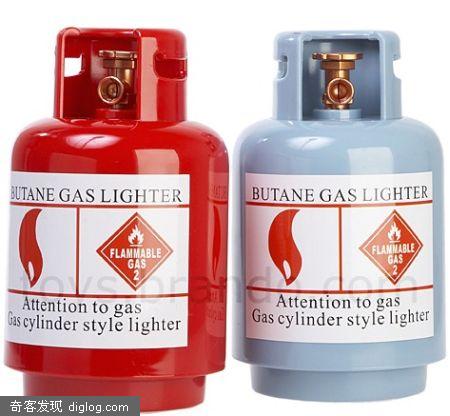 BUTANE GAS LIGHTER
FLAMMABLE
GAS
2
Attention to gas
Gas cylinder style lighter
BUTANE GAS LIGHTER
FLAMMABLE
GAS
2
Attention to gas
Gas cylinder style lighter
奇客发现 diglog.com